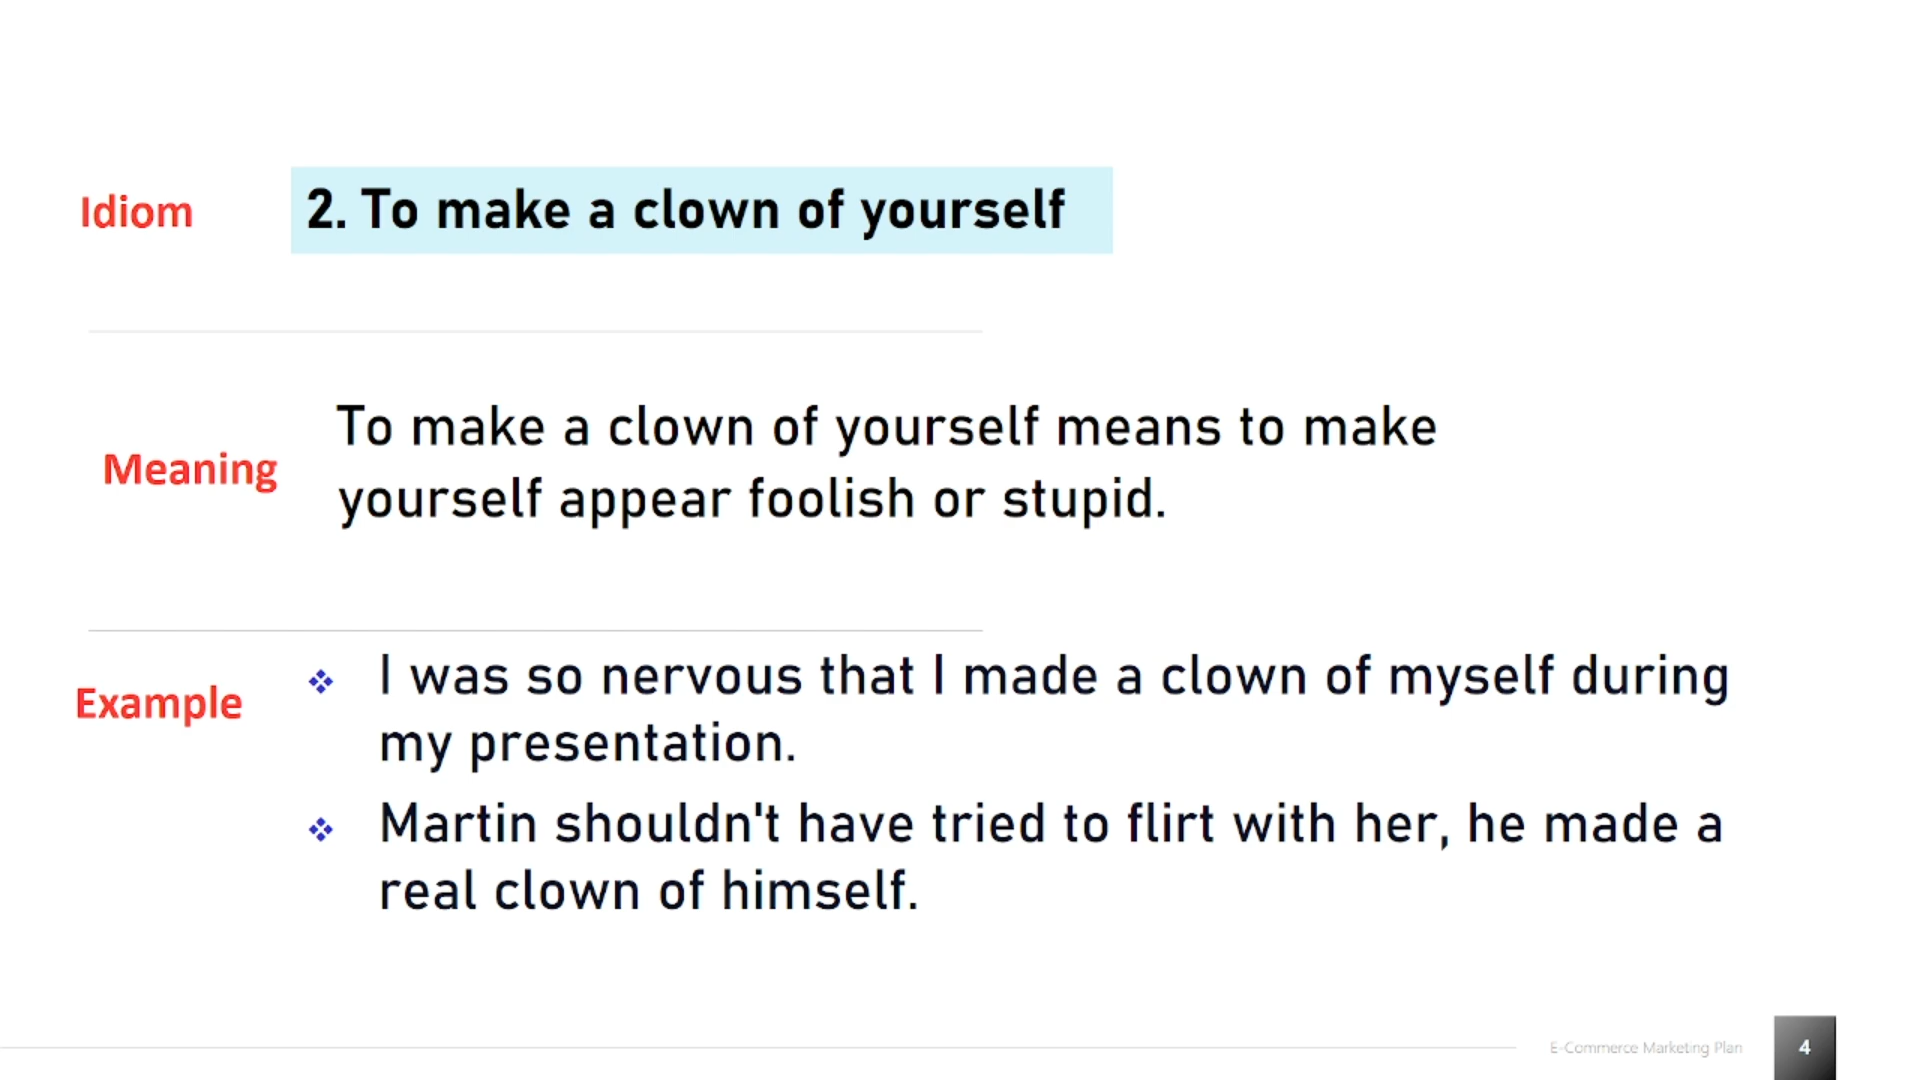 Idiom
2. To make a clown of yourself
Meaning
To make a clown of yourself means to make
yourself appear foolish or stupid.
Example
I was so nervous that I made a clown of myself during
my presentation.
Martin shouldn't have tried to flirt with her, he made a
real clown of himself.
E-Commerce Marketing Plan
4